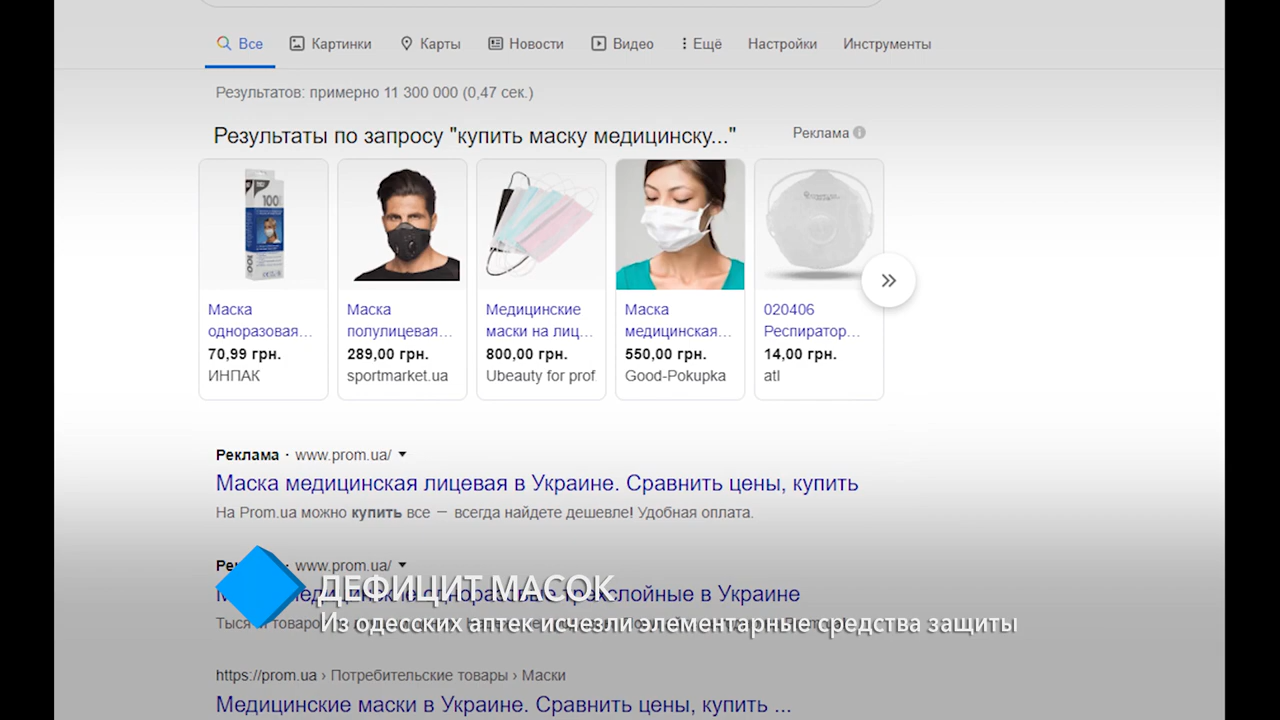 Все Картинки Карты Новости Видео Ещё Настройки Инструменты
Результатов: примерно 11 300 000 (0,47 сек.)
Результаты по запросу "купить маску медицинску..."
Реклама
100
Маска одноразовая...
70,99 грн.
ИНПАК
Маска полулицевая...
289,00 грн.
sportmarket.ua
Медицинские маски на лиц...
800,00 грн.
Ubeauty for prof
Маска медицинская...
550,00 грн.
Good-Pokupka
020406 Респиратор...
14,00 грн.
atl
Реклама · www.prom.ua/
Маска медицинская лицевая в Украине. Сравнить цены, купить
На Prom.ua можно купить все — всегда найдете дешевле! Удобная оплата.
www.prom.ua/
трехслойные в Украине
ДЕФИЦИТ МАСОК
Из одесских аптек исчезли элементарные средства защиты
https://prom.ua › Потребительские товары › Маски
Медицинские маски в Украине. Сравнить цены, купить ...